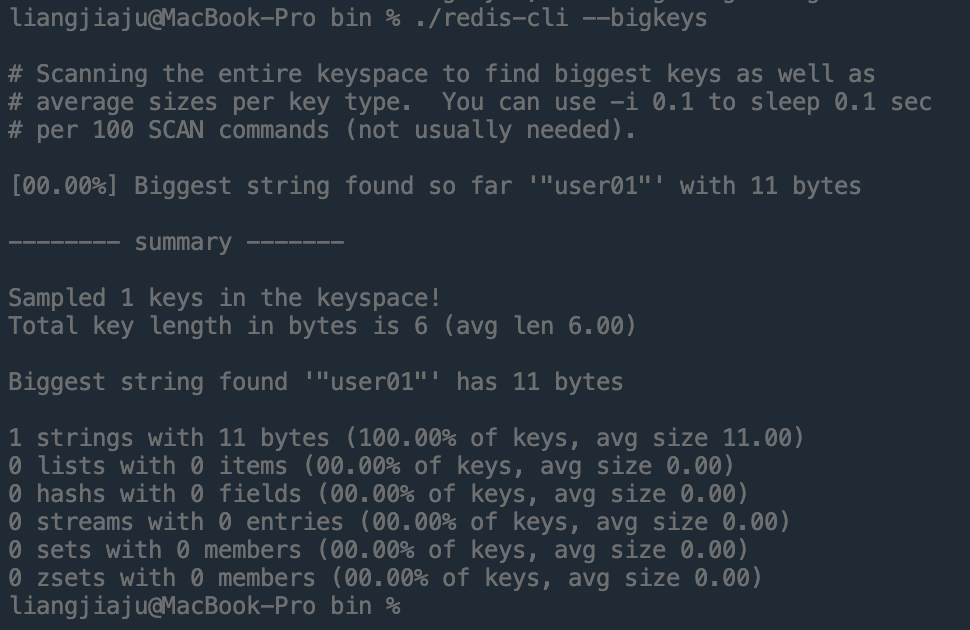 liangjiaju@MacBook-Pro bin % ./redis-cli --bigkeys
# Scanning the entire keyspace to find biggest keys as well as
# average sizes per key type.  You can use -i 0.1 to sleep 0.1 sec
# per 100 SCAN commands (not usually needed).
[00.00%] Biggest string found so far '"user01"' with 11 bytes
-------- summary -------
Sampled 1 keys in the keyspace!
Total key length in bytes is 6 (avg len 6.00)
Biggest string found '"user01"' has 11 bytes
1 strings with 11 bytes (100.00% of keys, avg size 11.00)
0 lists with 0 items (00.00% of keys, avg size 0.00)
0 hashs with 0 fields (00.00% of keys, avg size 0.00)
0 streams with 0 entries (00.00% of keys, avg size 0.00)
0 sets with 0 members (00.00% of keys, avg size 0.00)
0 zsets with 0 members (00.00% of keys, avg size 0.00)
liangjiaju@MacBook-Pro bin %